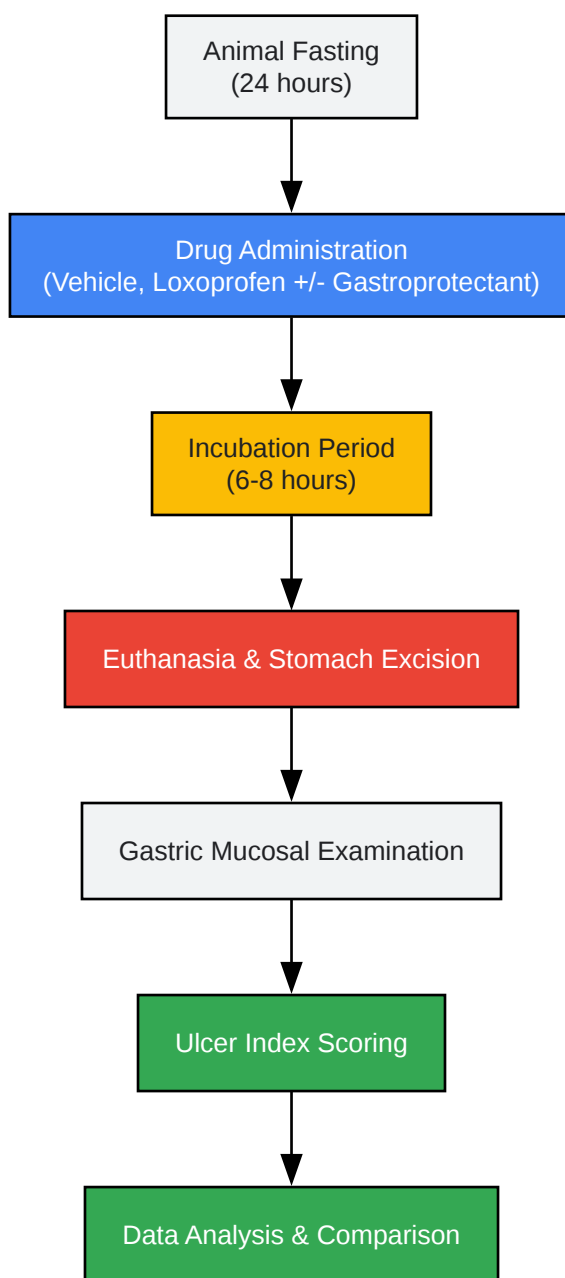 Animal Fasting
(24 hours)
Drug Administration
(Vehicle, Loxoprofen +/- Gastroprotectant)
Incubation Period
(6-8 hours)
Euthanasia & Stomach Excision
Gastric Mucosal Examination
Ulcer Index Scoring
Data Analysis & Comparison